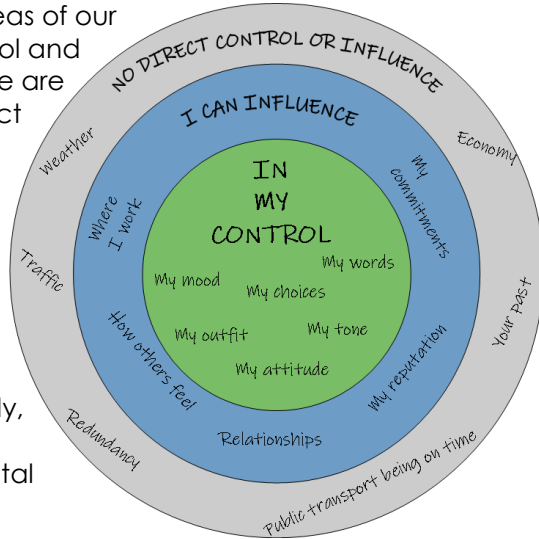 eas of our
ol and
e are
ct
ly,
tal
NO DIRECT CONTROL OR INFLUENCE
Weather
Economy
Traffic
Your past
Redundancy
Public transport being on time
I CAN INFLUENCE
Where
I work
My
commitments
How others feel
My reputation
Relationships
IN
MY
CONTROL
My words
My mood
My choices
My outfit
My tone
My attitude